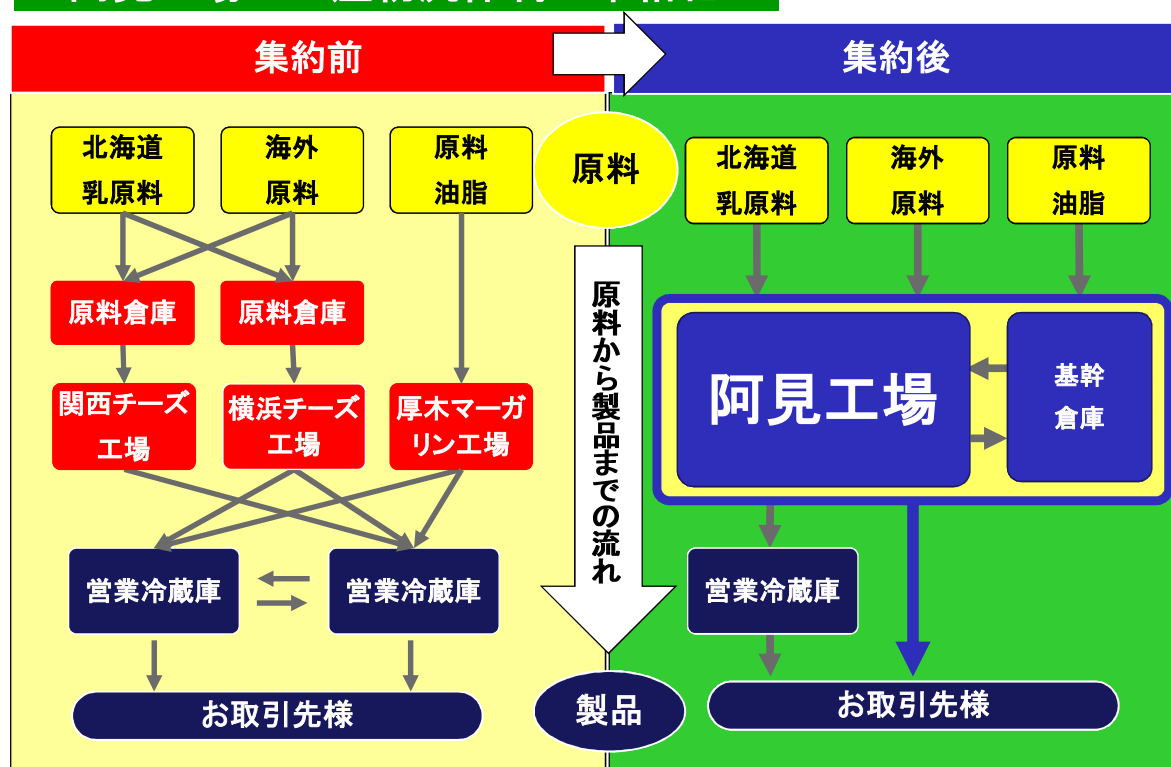 集約前
集約後
北海道
乳原料
海外
原料
原料
油脂
原料
北海道
乳原料
海外
原料
原料
油脂
原料倉庫
原料倉庫
関西チーズ
工場
横浜チーズ
工場
厚木マーガ
リン工場
原料から製品までの流れ
阿見工場
基幹
倉庫
営業冷蔵庫
営業冷蔵庫
営業冷蔵庫
お取引先様
製品
お取引先様